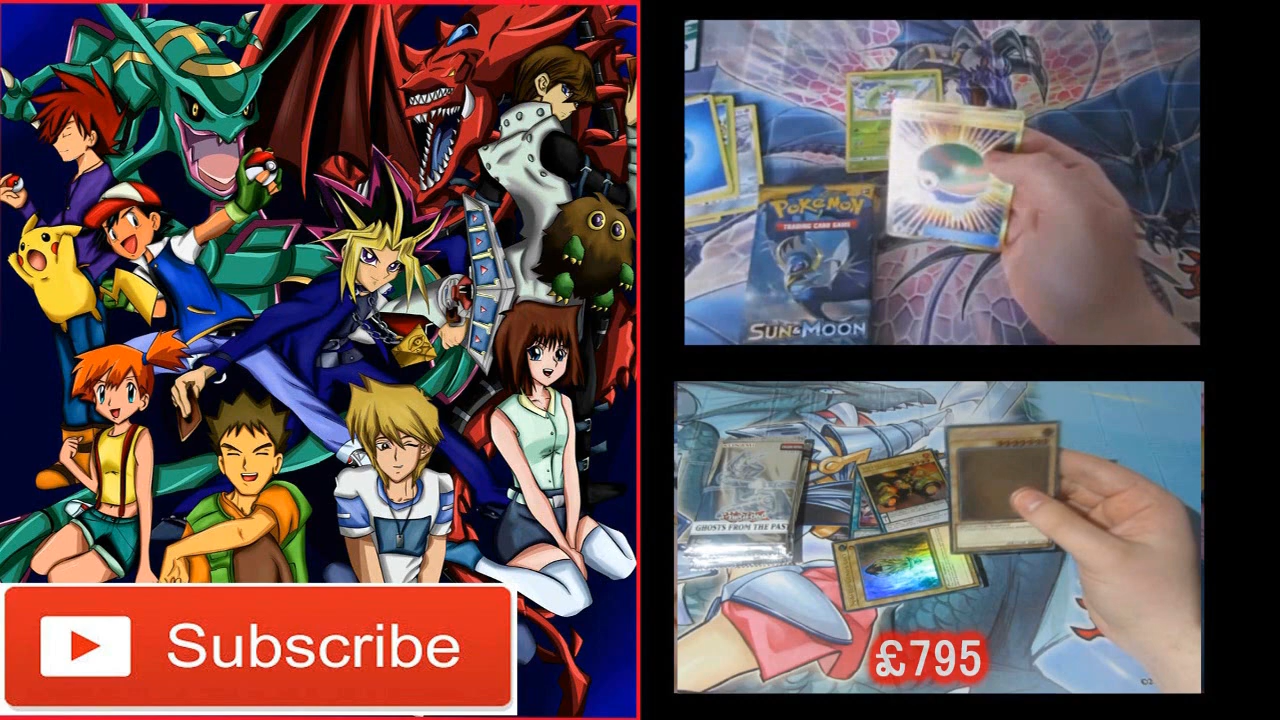 Subscribe
POKÉMON
TRADING CARD GAME
SUN & MOON
GHOSTS FROM THE PAST
£795